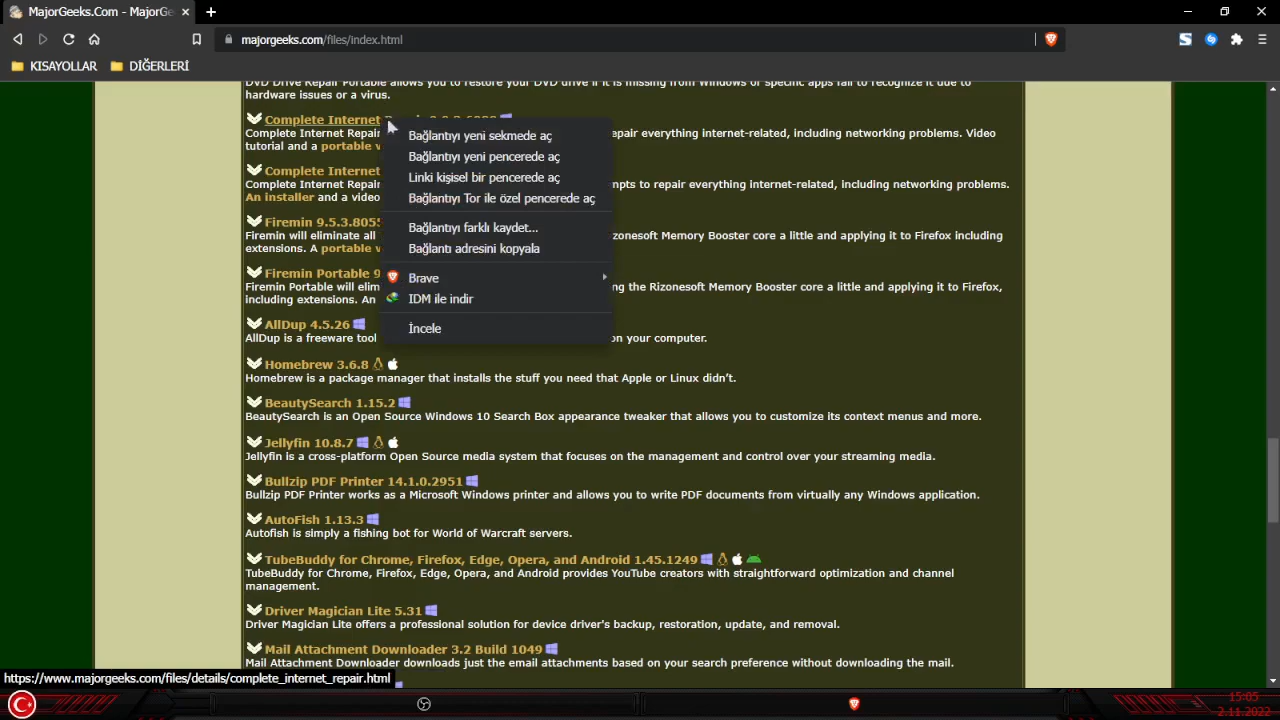 MajorGeeks.Com - MajorGe
majorgeeks.com/files/index.html
KISAYOLLAR
DİĞERLERİ
DVD Drive Repair Portable allows you to restore your DVD drive if it is missing from Windows or specific apps fail to recognize it due to
hardware issues or a virus.
Complete Internet
Complete Internet Repair epair everything internet-related, including networking problems. Video
tutorial and a portable v
Complete Internet
Complete Internet Repair mpts to repair everything internet-related, including networking problems.
An installer and a video
Firemin 9.5.3.8055
Firemin will eliminate all zonesoft Memory Booster core a little and applying it to Firefox including
extensions. A portable v
Firemin Portable 9
Firemin Portable will elim ng the Rizonesoft Memory Booster core a little and applying it to Firefox,
including extensions. An
AllDup 4.5.26
AllDup is a freeware tool on your computer.
Bağlantıyı yeni sekmede aç
Bağlantıyı yeni pencerede aç
Linki kişisel bir pencerede aç
Bağlantıyı Tor ile özel pencerede aç
Bağlantıyı farklı kaydet...
Bağlantı adresini kopyala
Brave
IDM ile indir
İncele
Homebrew 3.6.8
Homebrew is a package manager that installs the stuff you need that Apple or Linux didn't.
BeautySearch 1.15.2
BeautySearch is an Open Source Windows 10 Search Box appearance tweaker that allows you to customize its context menus and more.
Jellyfin 10.8.7
Jellyfin is a cross-platform Open Source media system that focuses on the management and control over your streaming media.
Bullzip PDF Printer 14.1.0.2951
Bullzip PDF Printer works as a Microsoft Windows printer and allows you to write PDF documents from virtually any Windows application.
AutoFish 1.13.3
Autofish is simply a fishing bot for World of Warcraft servers.
TubeBuddy for Chrome, Firefox, Edge, Opera, and Android 1.45.1249
TubeBuddy for Chrome, Firefox, Edge, Opera, and Android provides YouTube creators with straightforward optimization and channel
management.
Driver Magician Lite 5.31
Driver Magician Lite offers a professional solution for device driver's backup, restoration, update, and removal.
Mail Attachment Downloader 3.2 Build 1049
Mail Attachment Downloader downloads just the email attachments based on your search preference without downloading the mail.
https://www.majorgeeks.com/files/details/complete_internet_repair.html
15:05
2.11.2022